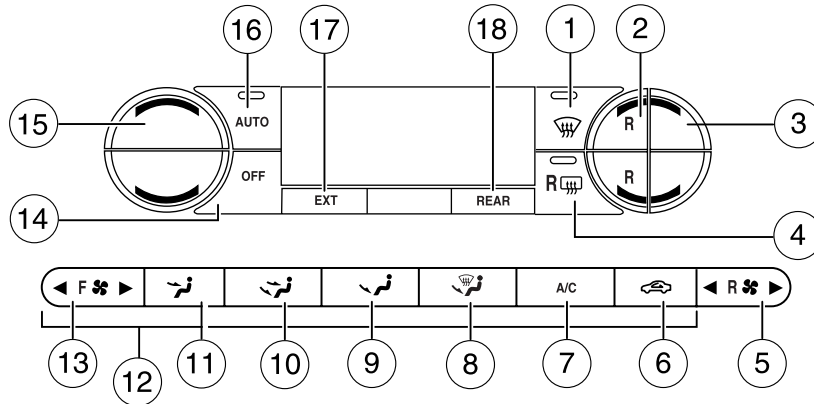 16 17 18 1 2
15 AUTO R 3
OFF R R
14 EXT REAR 4
F A/C R
13 12 11 10 9 8 7 6 5